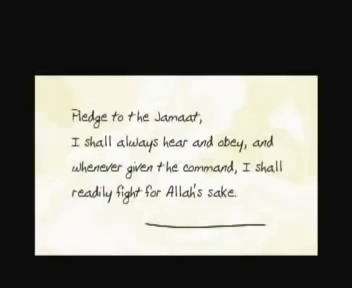 Pledge to the Jamaat,
I shall always hear and obey, and
whenever given the command, I shall
readily fight for Allah's sake.